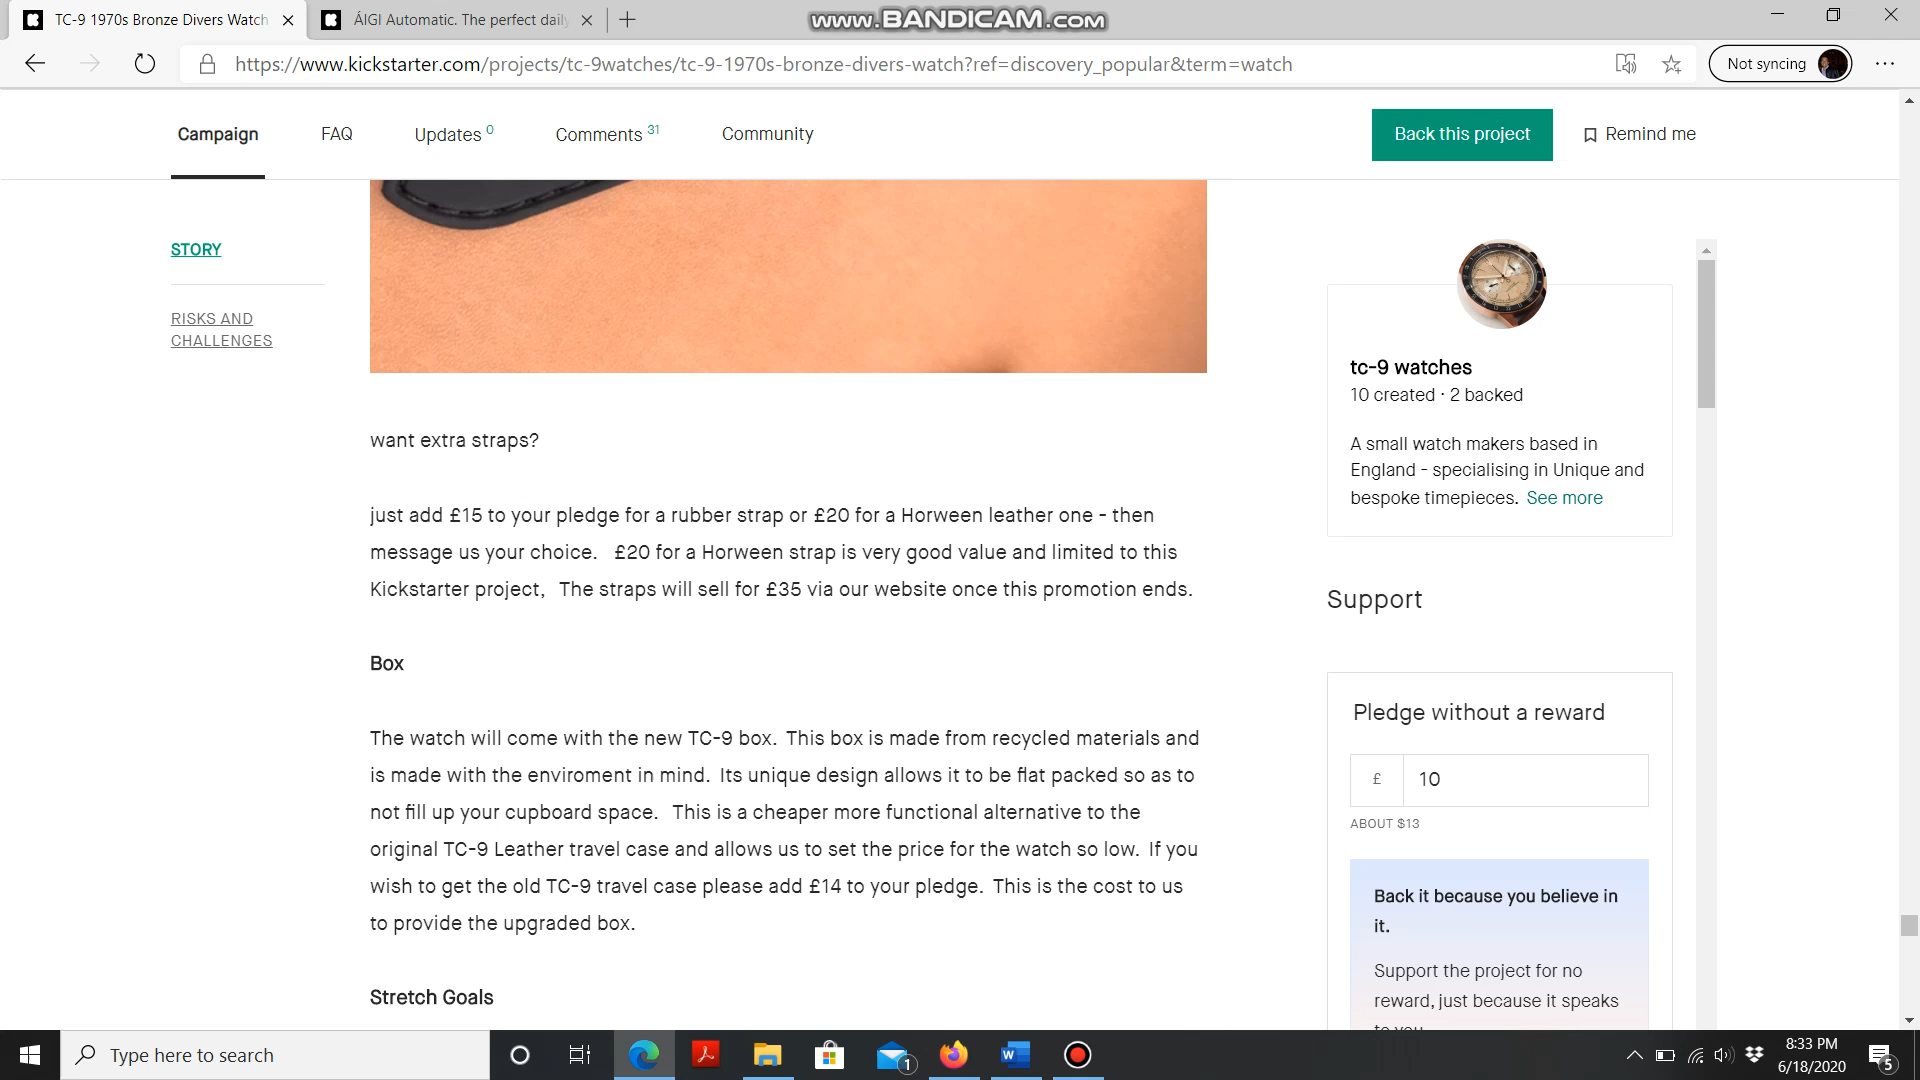 TC-9 1970s Bronze Divers Watch
ÁIGI Automatic. The perfect daily
www.BANDICAM.com
https://www.kickstarter.com/projects/tc-9watches/tc-9-1970s-bronze-divers-watch?ref=discovery_popular&term=watch
Not syncing
Campaign
FAQ
Updates 0
Comments 31
Community
Back this project
Remind me
STORY
RISKS AND
CHALLENGES
want extra straps?
just add £15 to your pledge for a rubber strap or £20 for a Horween leather one - then
message us your choice. £20 for a Horween strap is very good value and limited to this
Kickstarter project, The straps will sell for £35 via our website once this promotion ends.
Box
The watch will come with the new TC-9 box. This box is made from recycled materials and
is made with the enviroment in mind. Its unique design allows it to be flat packed so as to
not fill up your cupboard space. This is a cheaper more functional alternative to the
original TC-9 Leather travel case and allows us to set the price for the watch so low. If you
wish to get the old TC-9 travel case please add £14 to your pledge. This is the cost to us
to provide the upgraded box.
Stretch Goals
tc-9 watches
10 created · 2 backed
A small watch makers based in
England - specialising in Unique and
bespoke timepieces. See more
Support
Pledge without a reward
£ 10
ABOUT $13
Back it because you believe in
it.
Support the project for no
reward, just because it speaks
to you.
Type here to search
1
8:33 PM
6/18/2020
5